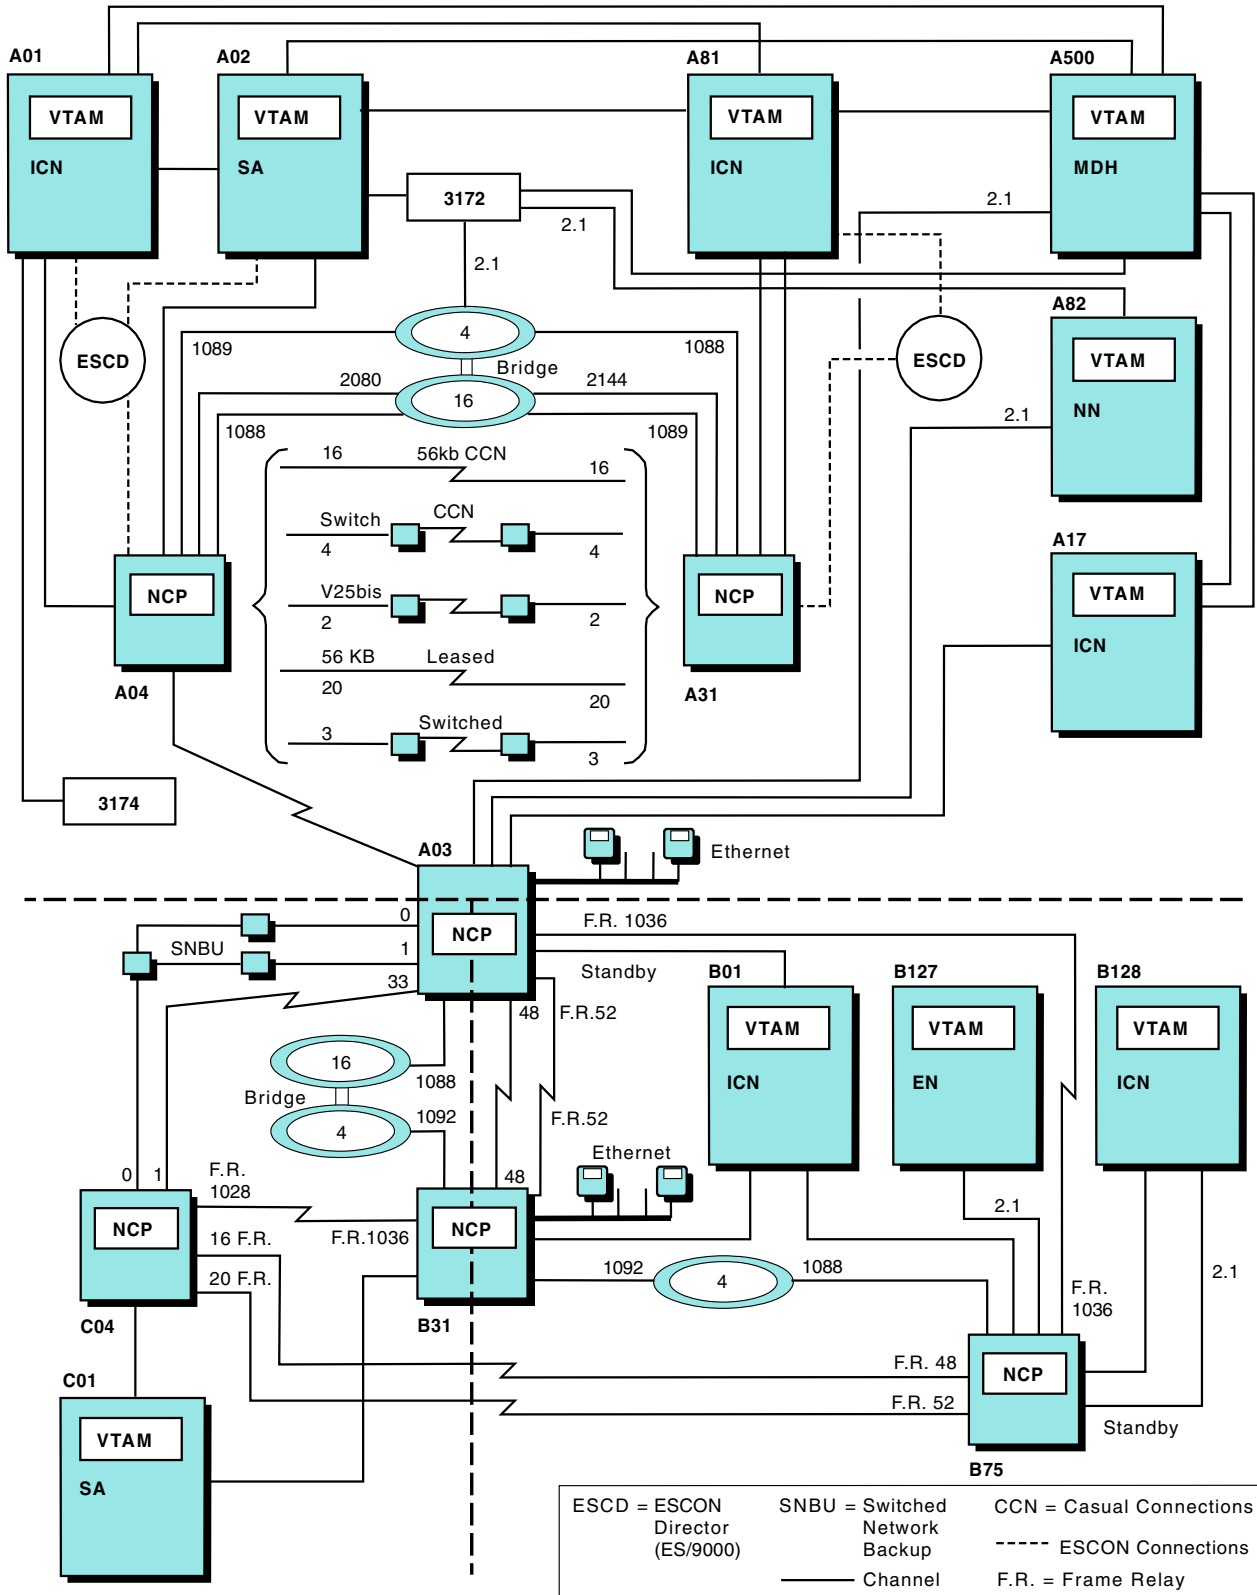 A01
A02
A81
A500
VTAM
VTAM
VTAM
VTAM
ICN
SA
ICN
MDH
3172
2.1
2.1
2.1
A82
ESCD
4
ESCD
1089
1088
VTAM
Bridge
2080
16
2144
NN
2.1
1088
1089
16
56kb CCN
16
Switch
CCN
4
4
A17
V25bis
NCP
NCP
VTAM
2
2
ICN
56 KB
Leased
20
20
A04
A31
Switched
3
3
3174
A03
Ethernet
0
F.R. 1036
NCP
SNBU
1
Standby
B01
B127
B128
33
48
F.R.52
VTAM
VTAM
VTAM
16
1088
ICN
EN
ICN
Bridge
1092
F.R.52
4
Ethernet
0
1
F.R.
1028
48
NCP
NCP
2.1
16 F.R.
F.R.1036
20 F.R.
1092
4
1088
2.1
F.R.
1036
C04
B31
F.R. 48
NCP
C01
F.R. 52
Standby
VTAM
B75
SA
ESCD = ESCON
Director
(ES/9000)
SNBU = Switched
Network
Backup
CCN = Casual Connections
ESCON Connections
Channel
F.R. = Frame Relay